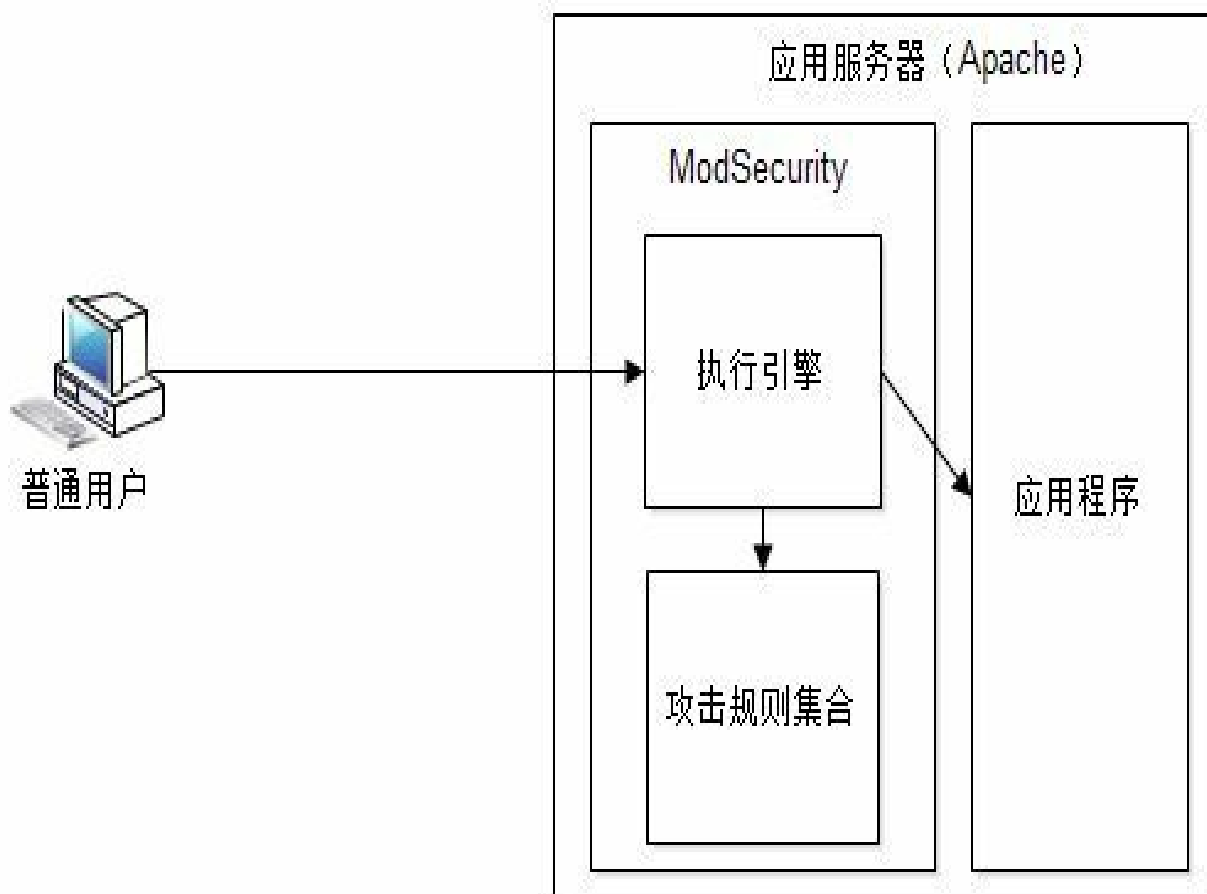 应用服务器（Apache）
ModSecurity
执行引擎
普通用户
应用程序
攻击规则集合